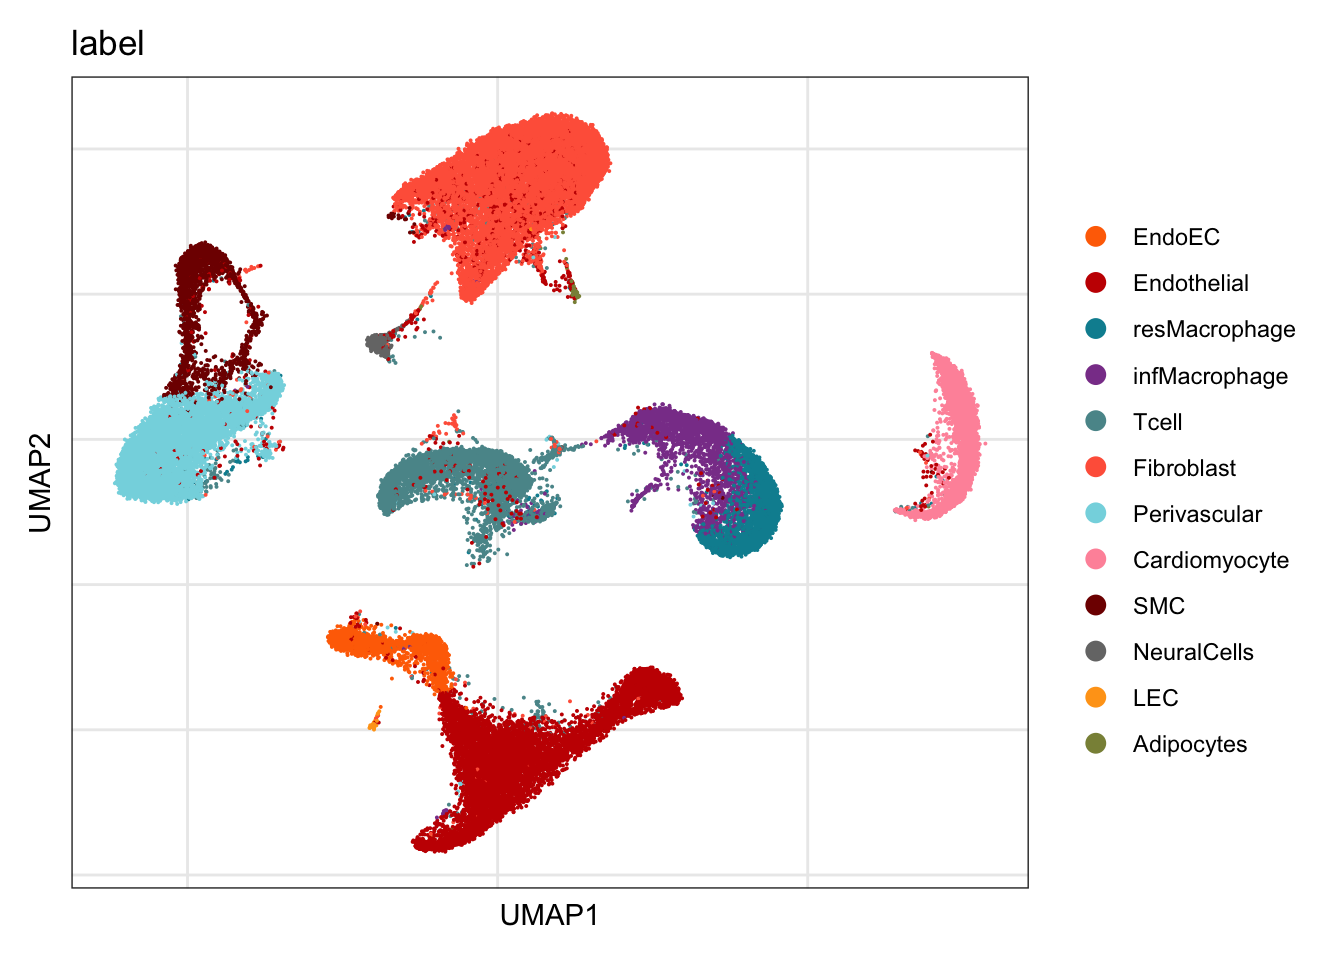 label
UMAP2
UMAP1
EndoEC
Endothelial
resMacrophage
infMacrophage
Tcell
Fibroblast
Perivascular
Cardiomyocyte
SMC
NeuralCells
LEC
Adipocytes